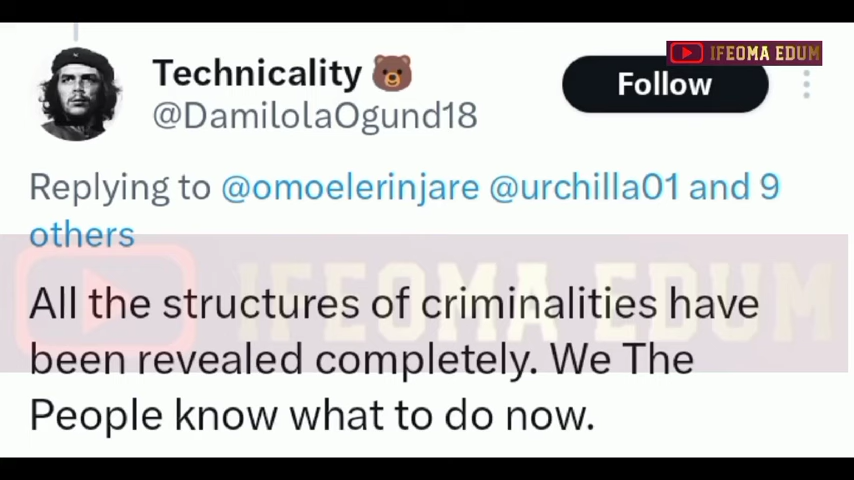 IFEOMA EDUM
Technicality 🐻
@DamilolaOgund18
Follow
Replying to @omoelerinjare @urchilla01 and 9
others
IFEOMA EDUM
All the structures of criminalities have
been revealed completely. We The
People know what to do now.